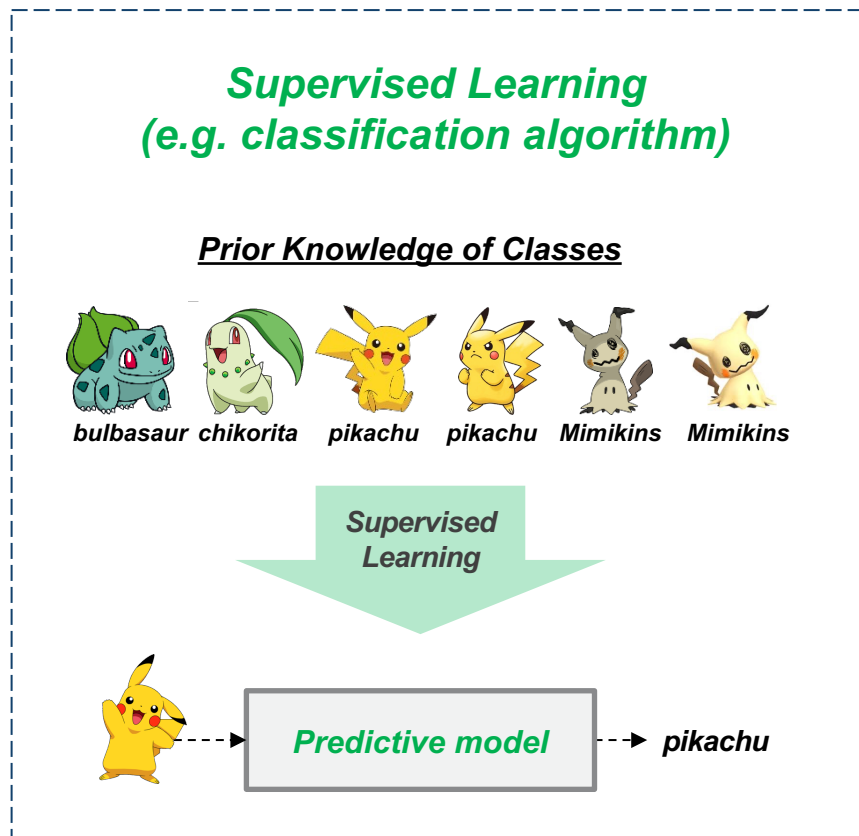 Supervised Learning
(e.g. classification algorithm)
Prior Knowledge of Classes
bulbasaur chikorita pikachu pikachu Mimikins Mimikins
Supervised
Learning
Predictive model
pikachu